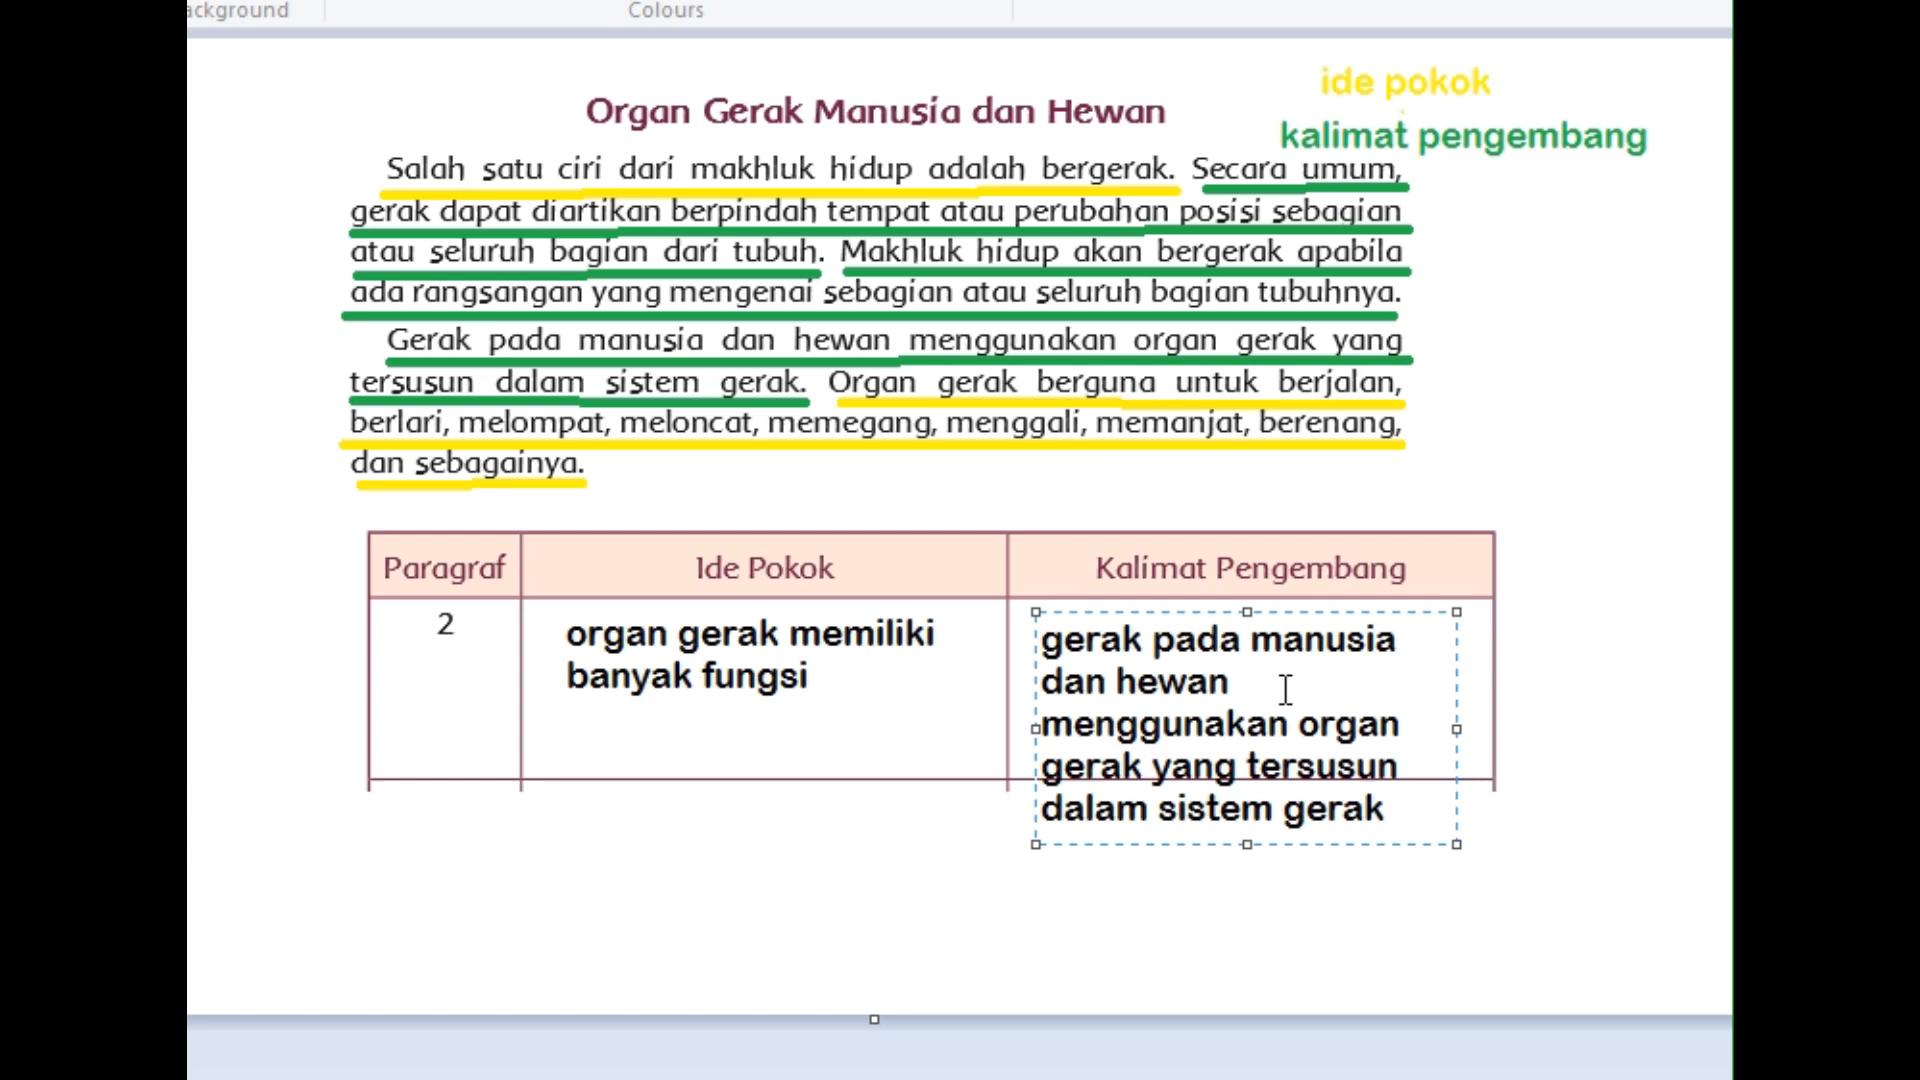 ackground
Colours
ide pokok
kalimat pengembang
Organ Gerak Manusia dan Hewan
Salah satu ciri dari makhluk hidup adalah bergerak. Secara umum,
gerak dapat diartikan berpindah tempat atau perubahan posisi sebagian
atau seluruh bagian dari tubuh. Makhluk hidup akan bergerak apabila
ada rangsangan yang mengenai sebagian atau seluruh bagian tubuhnya.
Gerak pada manusia dan hewan menggunakan organ gerak yang
tersusun dalam sistem gerak. Organ gerak berguna untuk berjalan,
berlari, melompat, meloncat, memegang, menggali, memanjat, berenang,
dan sebagainya.
Paragraf
Ide Pokok
Kalimat Pengembang
2
organ gerak memiliki
banyak fungsi
gerak pada manusia
dan hewan
menggunakan organ
gerak yang tersusun
dalam sistem gerak